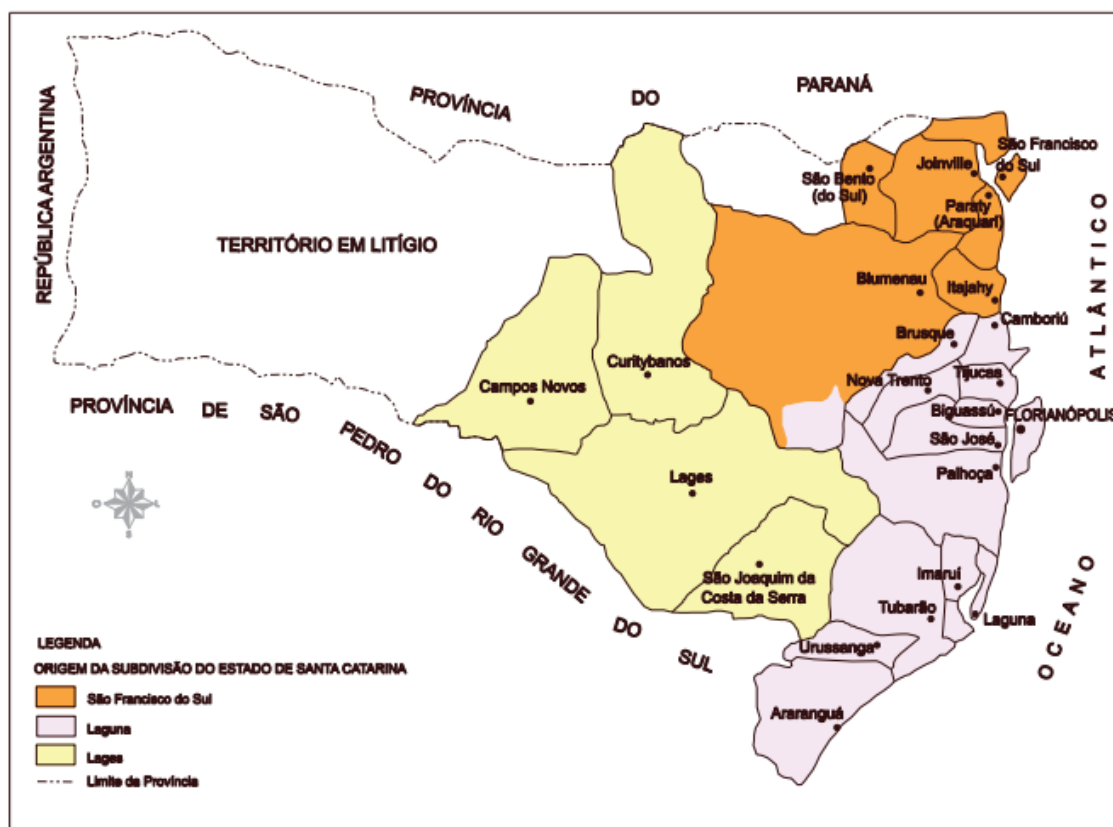 PROVÍNCIA DO PARANÁ
REPÚBLICA ARGENTINA
TERRITÓRIO EM LITÍGIO
São Francisco
do Sul
Joinville
São Bento
(do Sul)
Paraty
(Araquari)
Blumenau
Itajahy
Camboriú
Brusque
Nova Trento
Tijucas
Biguassú
FLORIANÓPOLIS
São José
Palhoça
Curitybanos
Campos Novos
Lages
São Joaquim da
Costa da Serra
Imaruí
Tubarão
Laguna
Urussanga
Araranguá
PROVÍNCIA DE SÃO PEDRO DO RIO GRANDE DO SUL
OCEANO ATLÂNTICO
N
O L
S
LEGENDA
ORIGEM DA SUBDIVISÃO DO ESTADO DE SANTA CATARINA
São Francisco do Sul
Laguna
Lages
Limite da Província